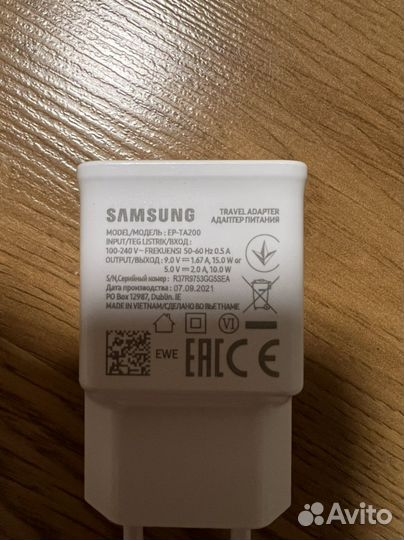 SAMSUNG
TRAVEL ADAPTER
АДАПТЕР ПИТАНИЯ
MODEL/МОДЕЛЬ : EP-TA200
INPUT/TEG LISTRIK/ВХОД :
100-240 V~ FREKUENSI 50-60 Hz 0.5 A
OUTPUT/ВЫХОД : 9.0 V⎓ 1.67 A, 15.0 W or
5.0 V⎓ 2.0 A, 10.0 W
S/N,Серийный номер : R37R9753GG5SEA
Дата производства : 07.09.2021
PO Box 12987, Dublin. IE
MADE IN VIETNAM/СДЕЛАНО ВО ВЬЕТНАМЕ
VI
EWE
EAC CE
Avito